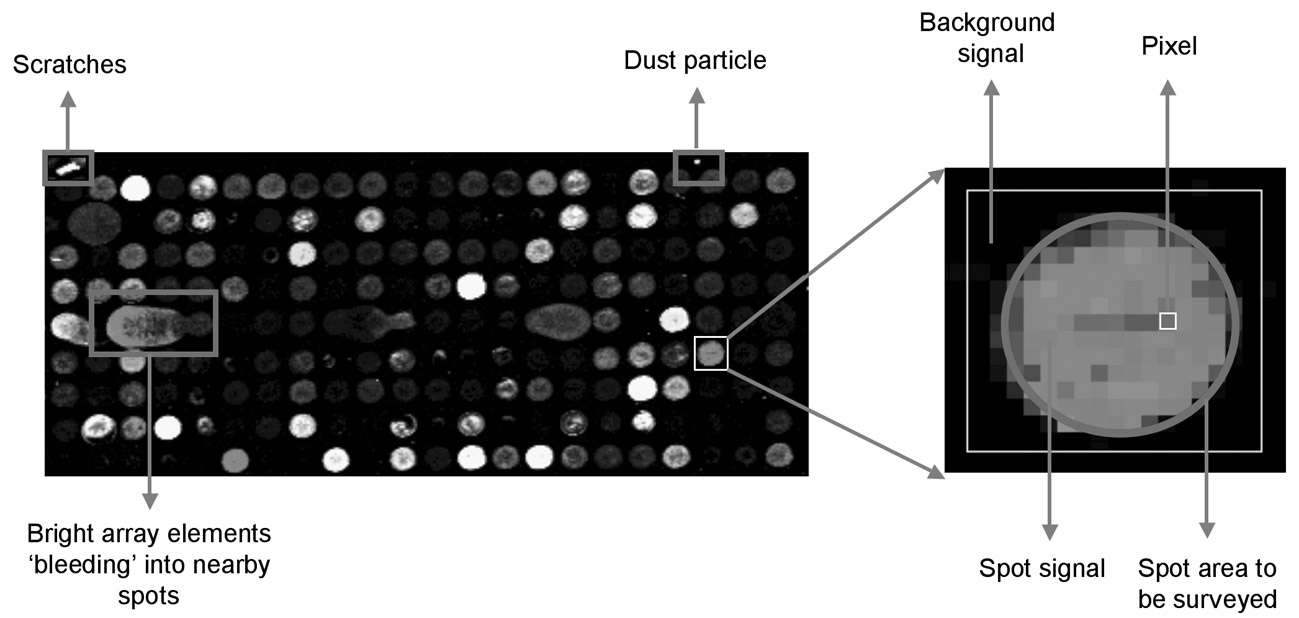 Background
signal
Pixel
Scratches
Dust particle
Bright array elements
‘bleeding’ into nearby
spots
Spot signal
Spot area to
be surveyed